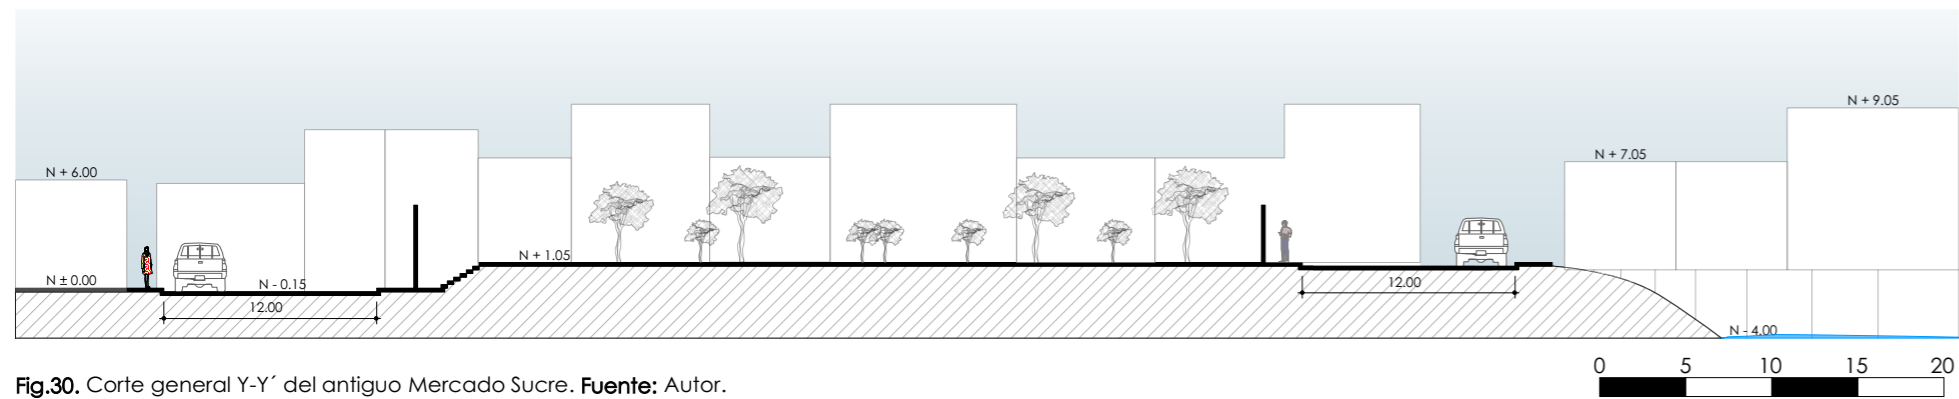 N + 9.05
N + 7.05
N + 6.00
N + 1.05
N ± 0.00
N - 0.15
12.00
12.00
N - 4.00
0 5 10 15 20
Fig.30. Corte general Y-Y´ del antiguo Mercado Sucre. Fuente: Autor.